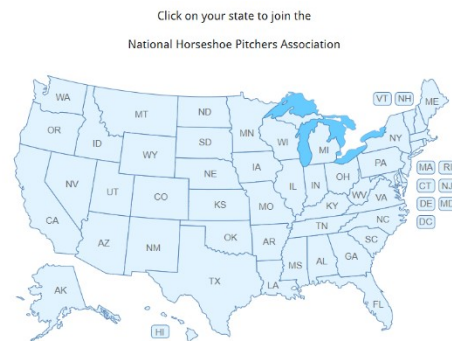 Click on your state to join the
National Horseshoe Pitchers Association
WA
MT
ND
MN
VT
NH
ME
OR
ID
SD
WI
MI
NY
WY
IA
NE
PA
MA
RI
NV
UT
CO
IL
IN
OH
CT
NJ
KS
MO
KY
WV
VA
DE
MD
CA
NC
DC
AZ
NM
OK
AR
TN
SC
TX
LA
MS
AL
GA
AK
HI
FL